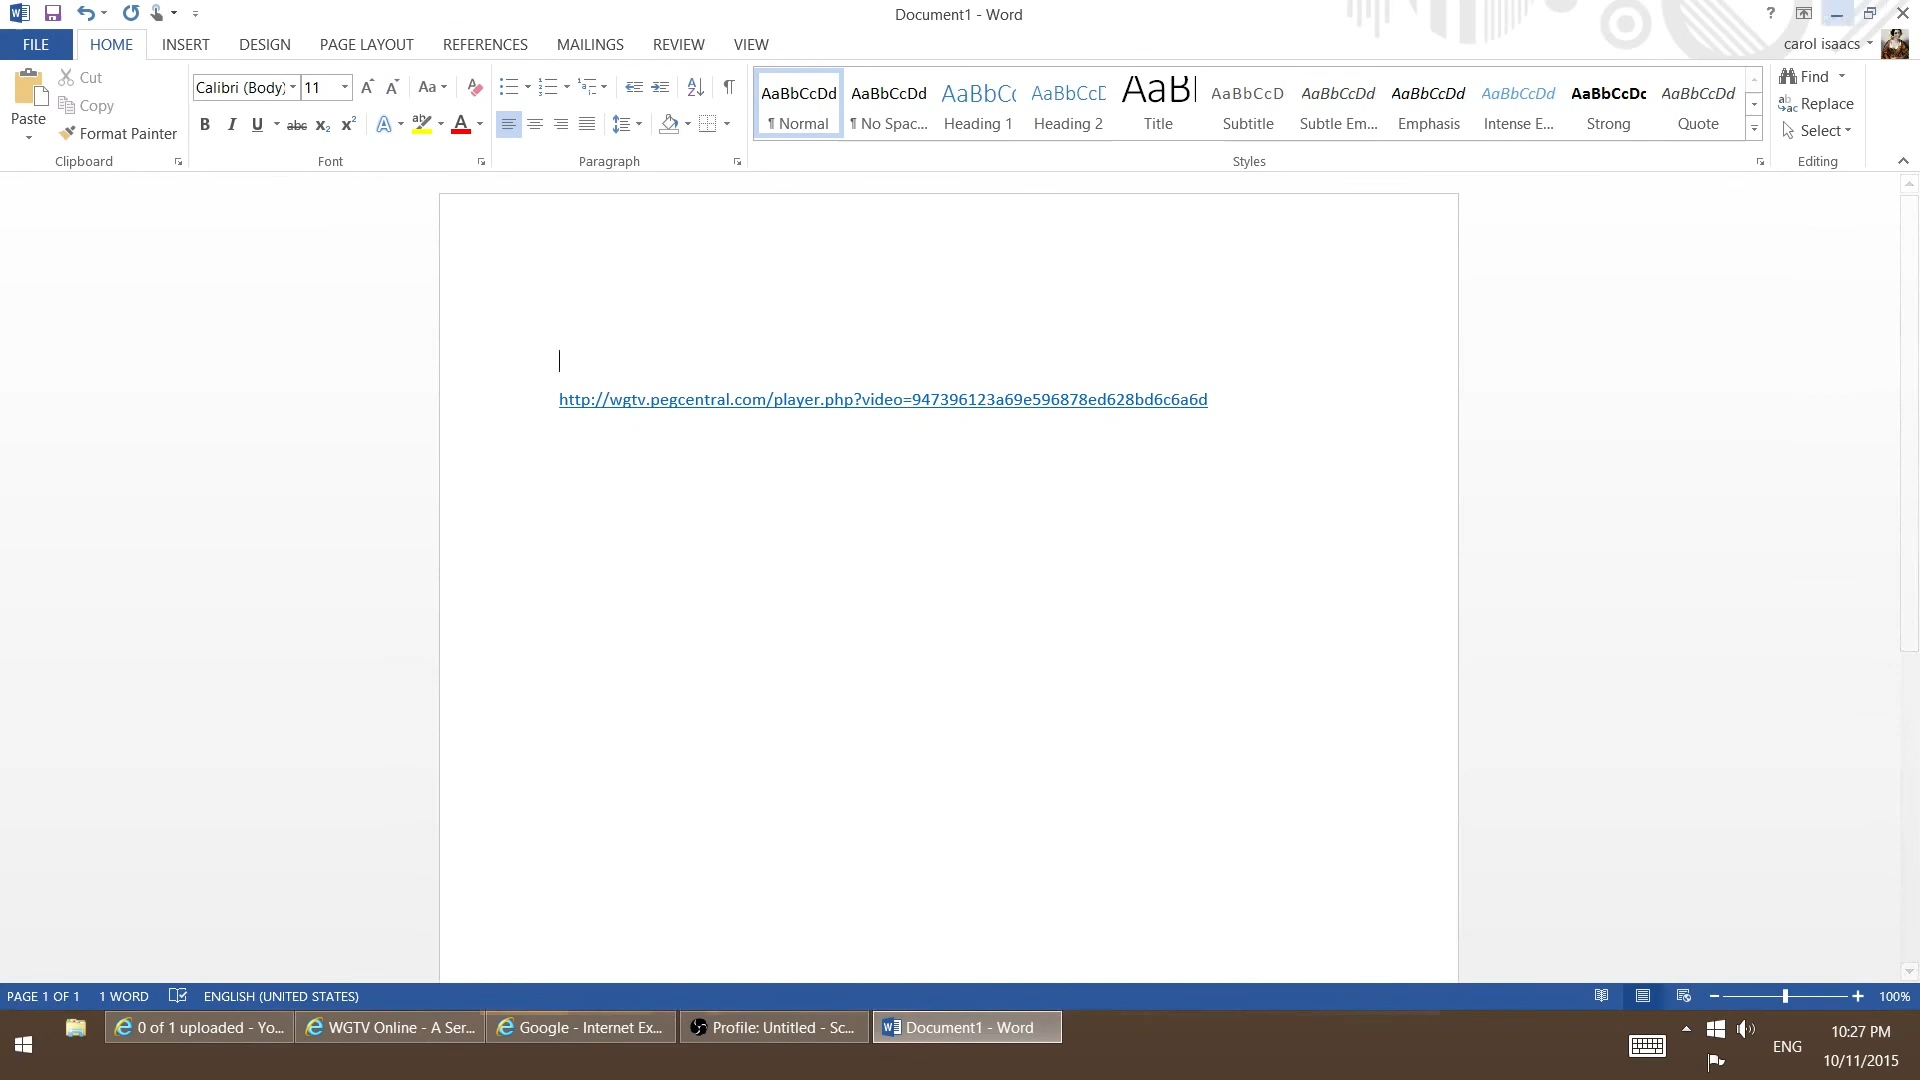 Document1 - Word
FILE HOME INSERT DESIGN PAGE LAYOUT REFERENCES MAILINGS REVIEW VIEW
carol isaacs
Paste
Cut
Copy
Format Painter
Clipboard
Calibri (Body)
11
Font
Paragraph
AaBbCcDd AaBbCcDd AaBbCc AaBbCcD AaB AaBbCcD AaBbCcDd AaBbCcDd AaBbCcDd AaBbCcDc AaBbCcDd
¶ Normal ¶ No Spac... Heading 1 Heading 2 Title Subtitle Subtle Em... Emphasis Intense E... Strong Quote
Styles
Find
Replace
Select
Editing
http://wgtv.pegcentral.com/player.php?video=947396123a69e596878ed628bd6c6a6d
PAGE 1 OF 1 1 WORD ENGLISH (UNITED STATES)
100%
0 of 1 uploaded - Yo... WGTV Online - A Ser... Google - Internet Ex... Profile: Untitled - Sc... Document1 - Word
ENG
10:27 PM
10/11/2015